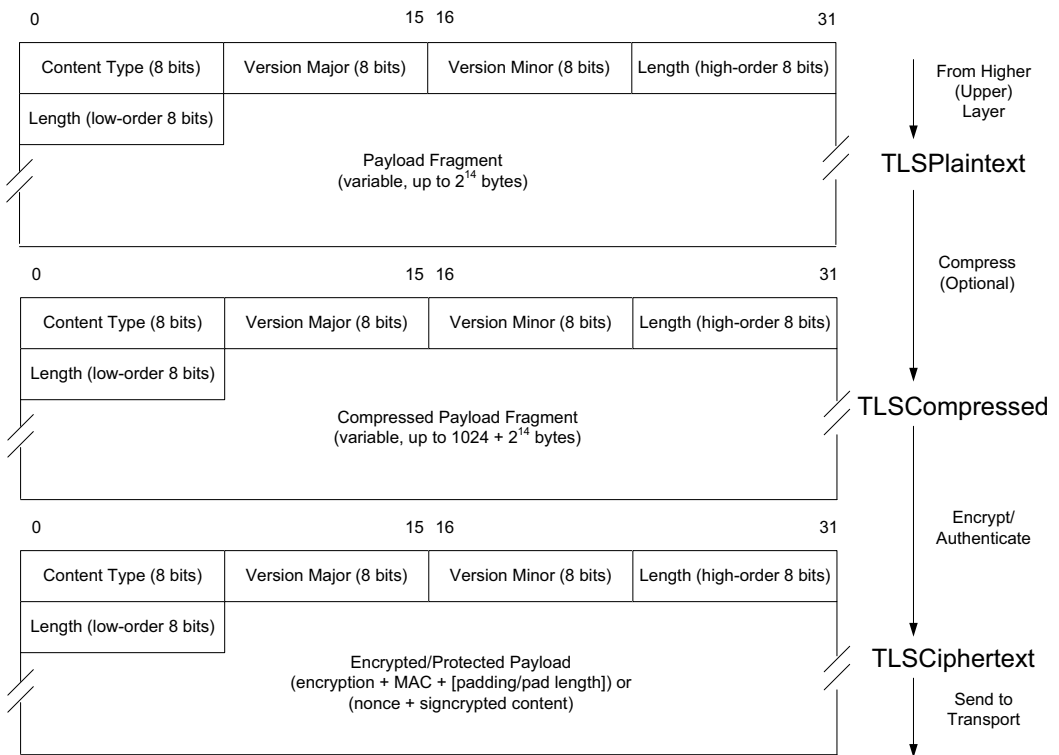 0 15 16 31
Content Type (8 bits) Version Major (8 bits) Version Minor (8 bits) Length (high-order 8 bits)
Length (low-order 8 bits)
Payload Fragment
(variable, up to 2^14 bytes)
From Higher
(Upper)
Layer
TLSPlaintext
Compress
(Optional)
0 15 16 31
Content Type (8 bits) Version Major (8 bits) Version Minor (8 bits) Length (high-order 8 bits)
Length (low-order 8 bits)
Compressed Payload Fragment
(variable, up to 1024 + 2^14 bytes)
TLSCompressed
Encrypt/
Authenticate
0 15 16 31
Content Type (8 bits) Version Major (8 bits) Version Minor (8 bits) Length (high-order 8 bits)
Length (low-order 8 bits)
Encrypted/Protected Payload
(encryption + MAC + [padding/pad length]) or
(nonce + signcrypted content)
TLSCiphertext
Send to
Transport